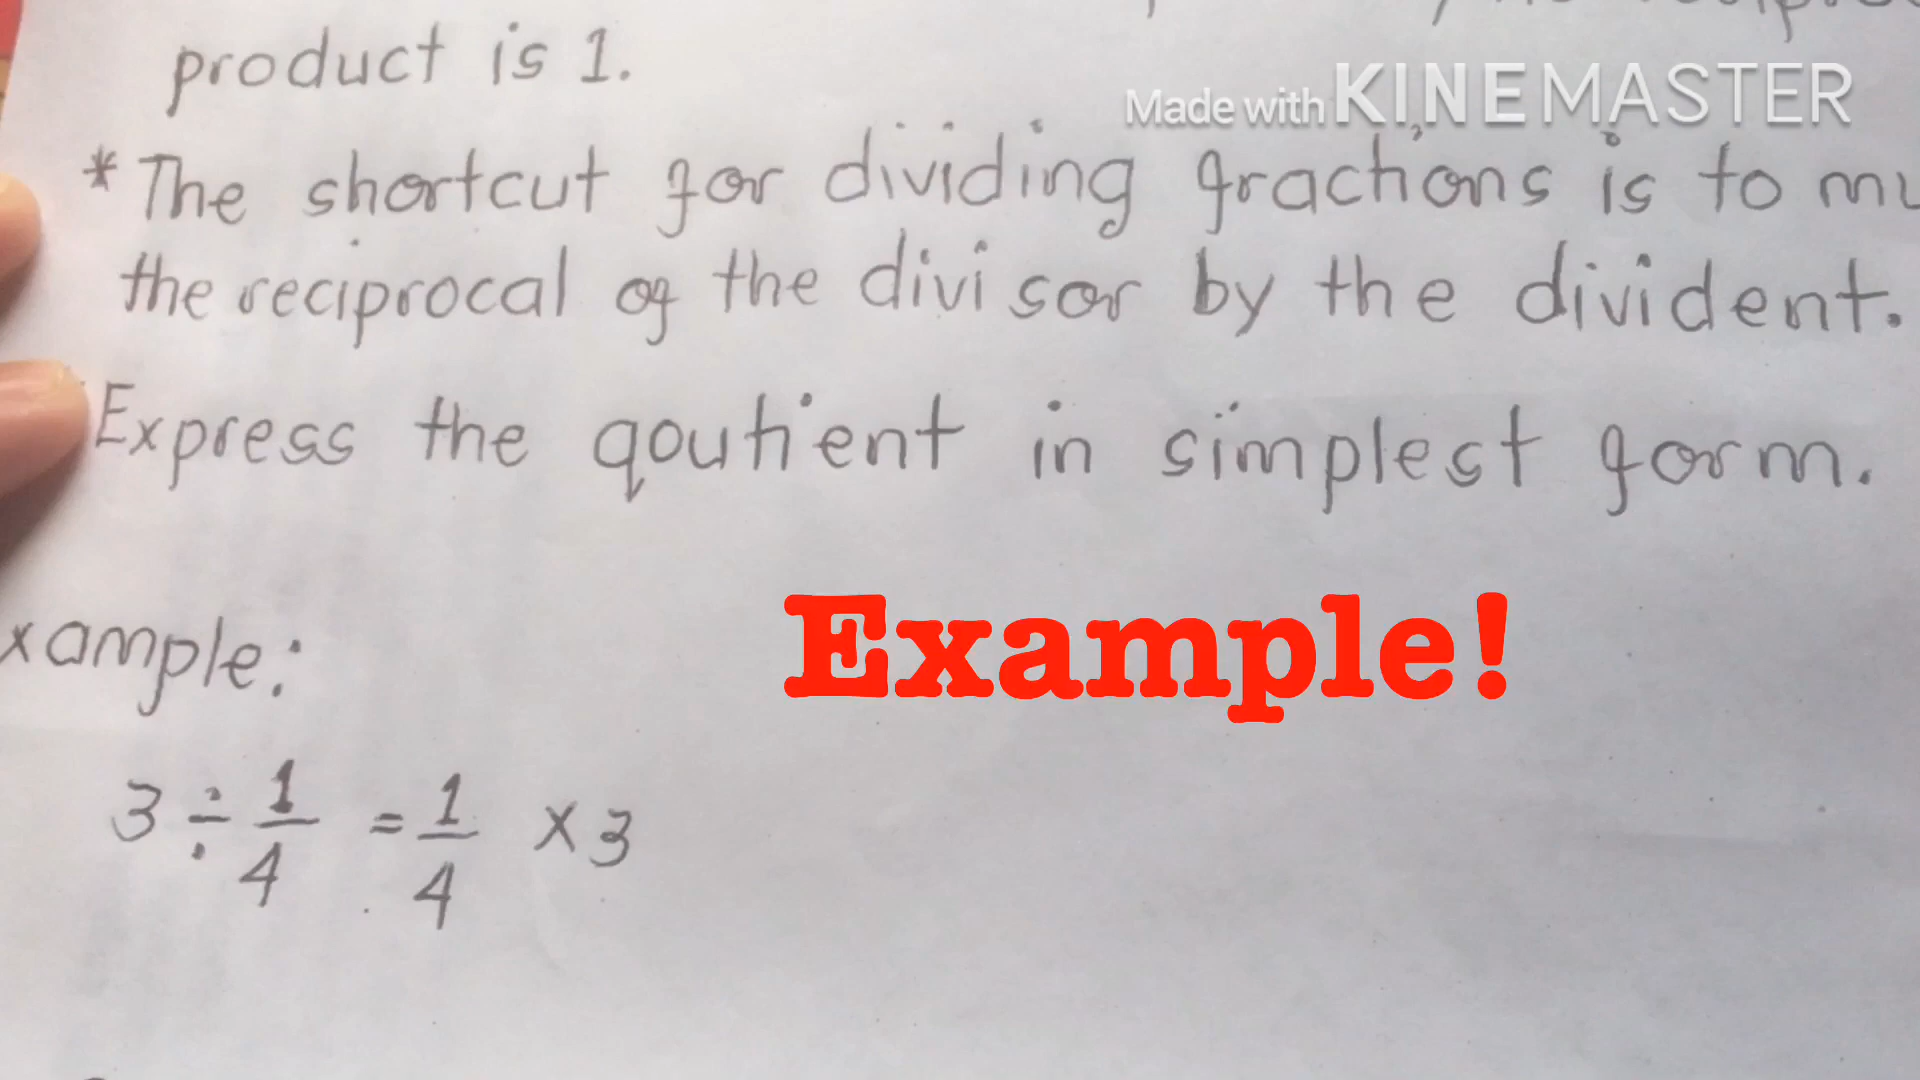 product is 1.
Made with KINEMASTER
* The shortcut for dividing fractions is to mu
the reciprocal of the divisor by the divident.
Express the qoutient in simplest form.
Example!
xample:
3 ÷ 1/4 = 1/4 × 3